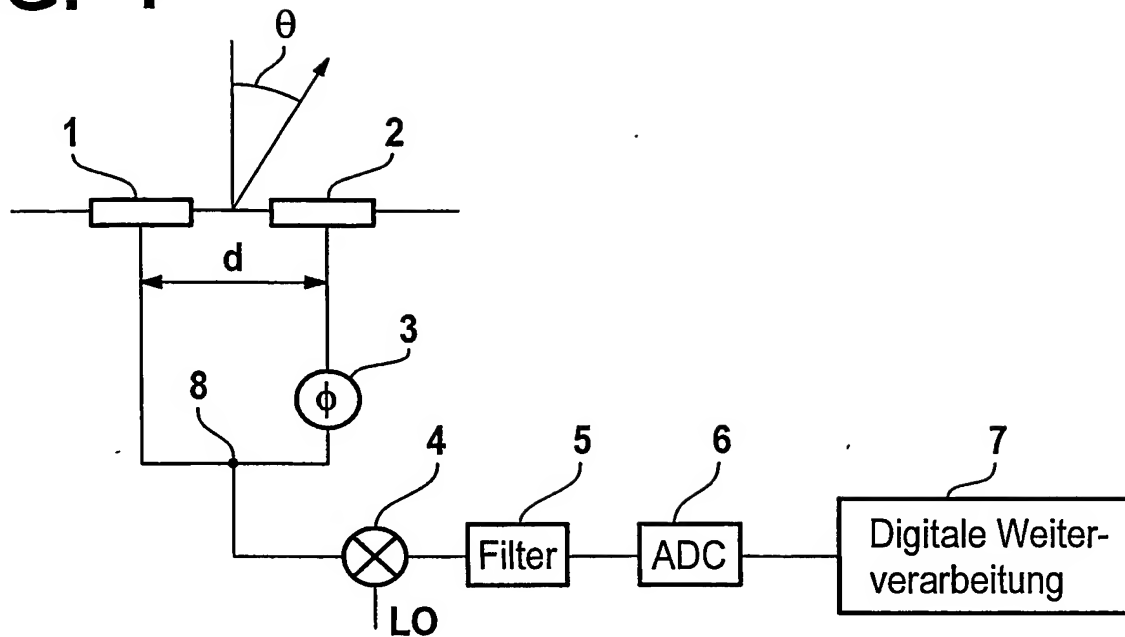 θ
1
2
d
3
8
ϕ
4
5
6
7
Filter
ADC
Digitale Weiter-
verarbeitung
LO